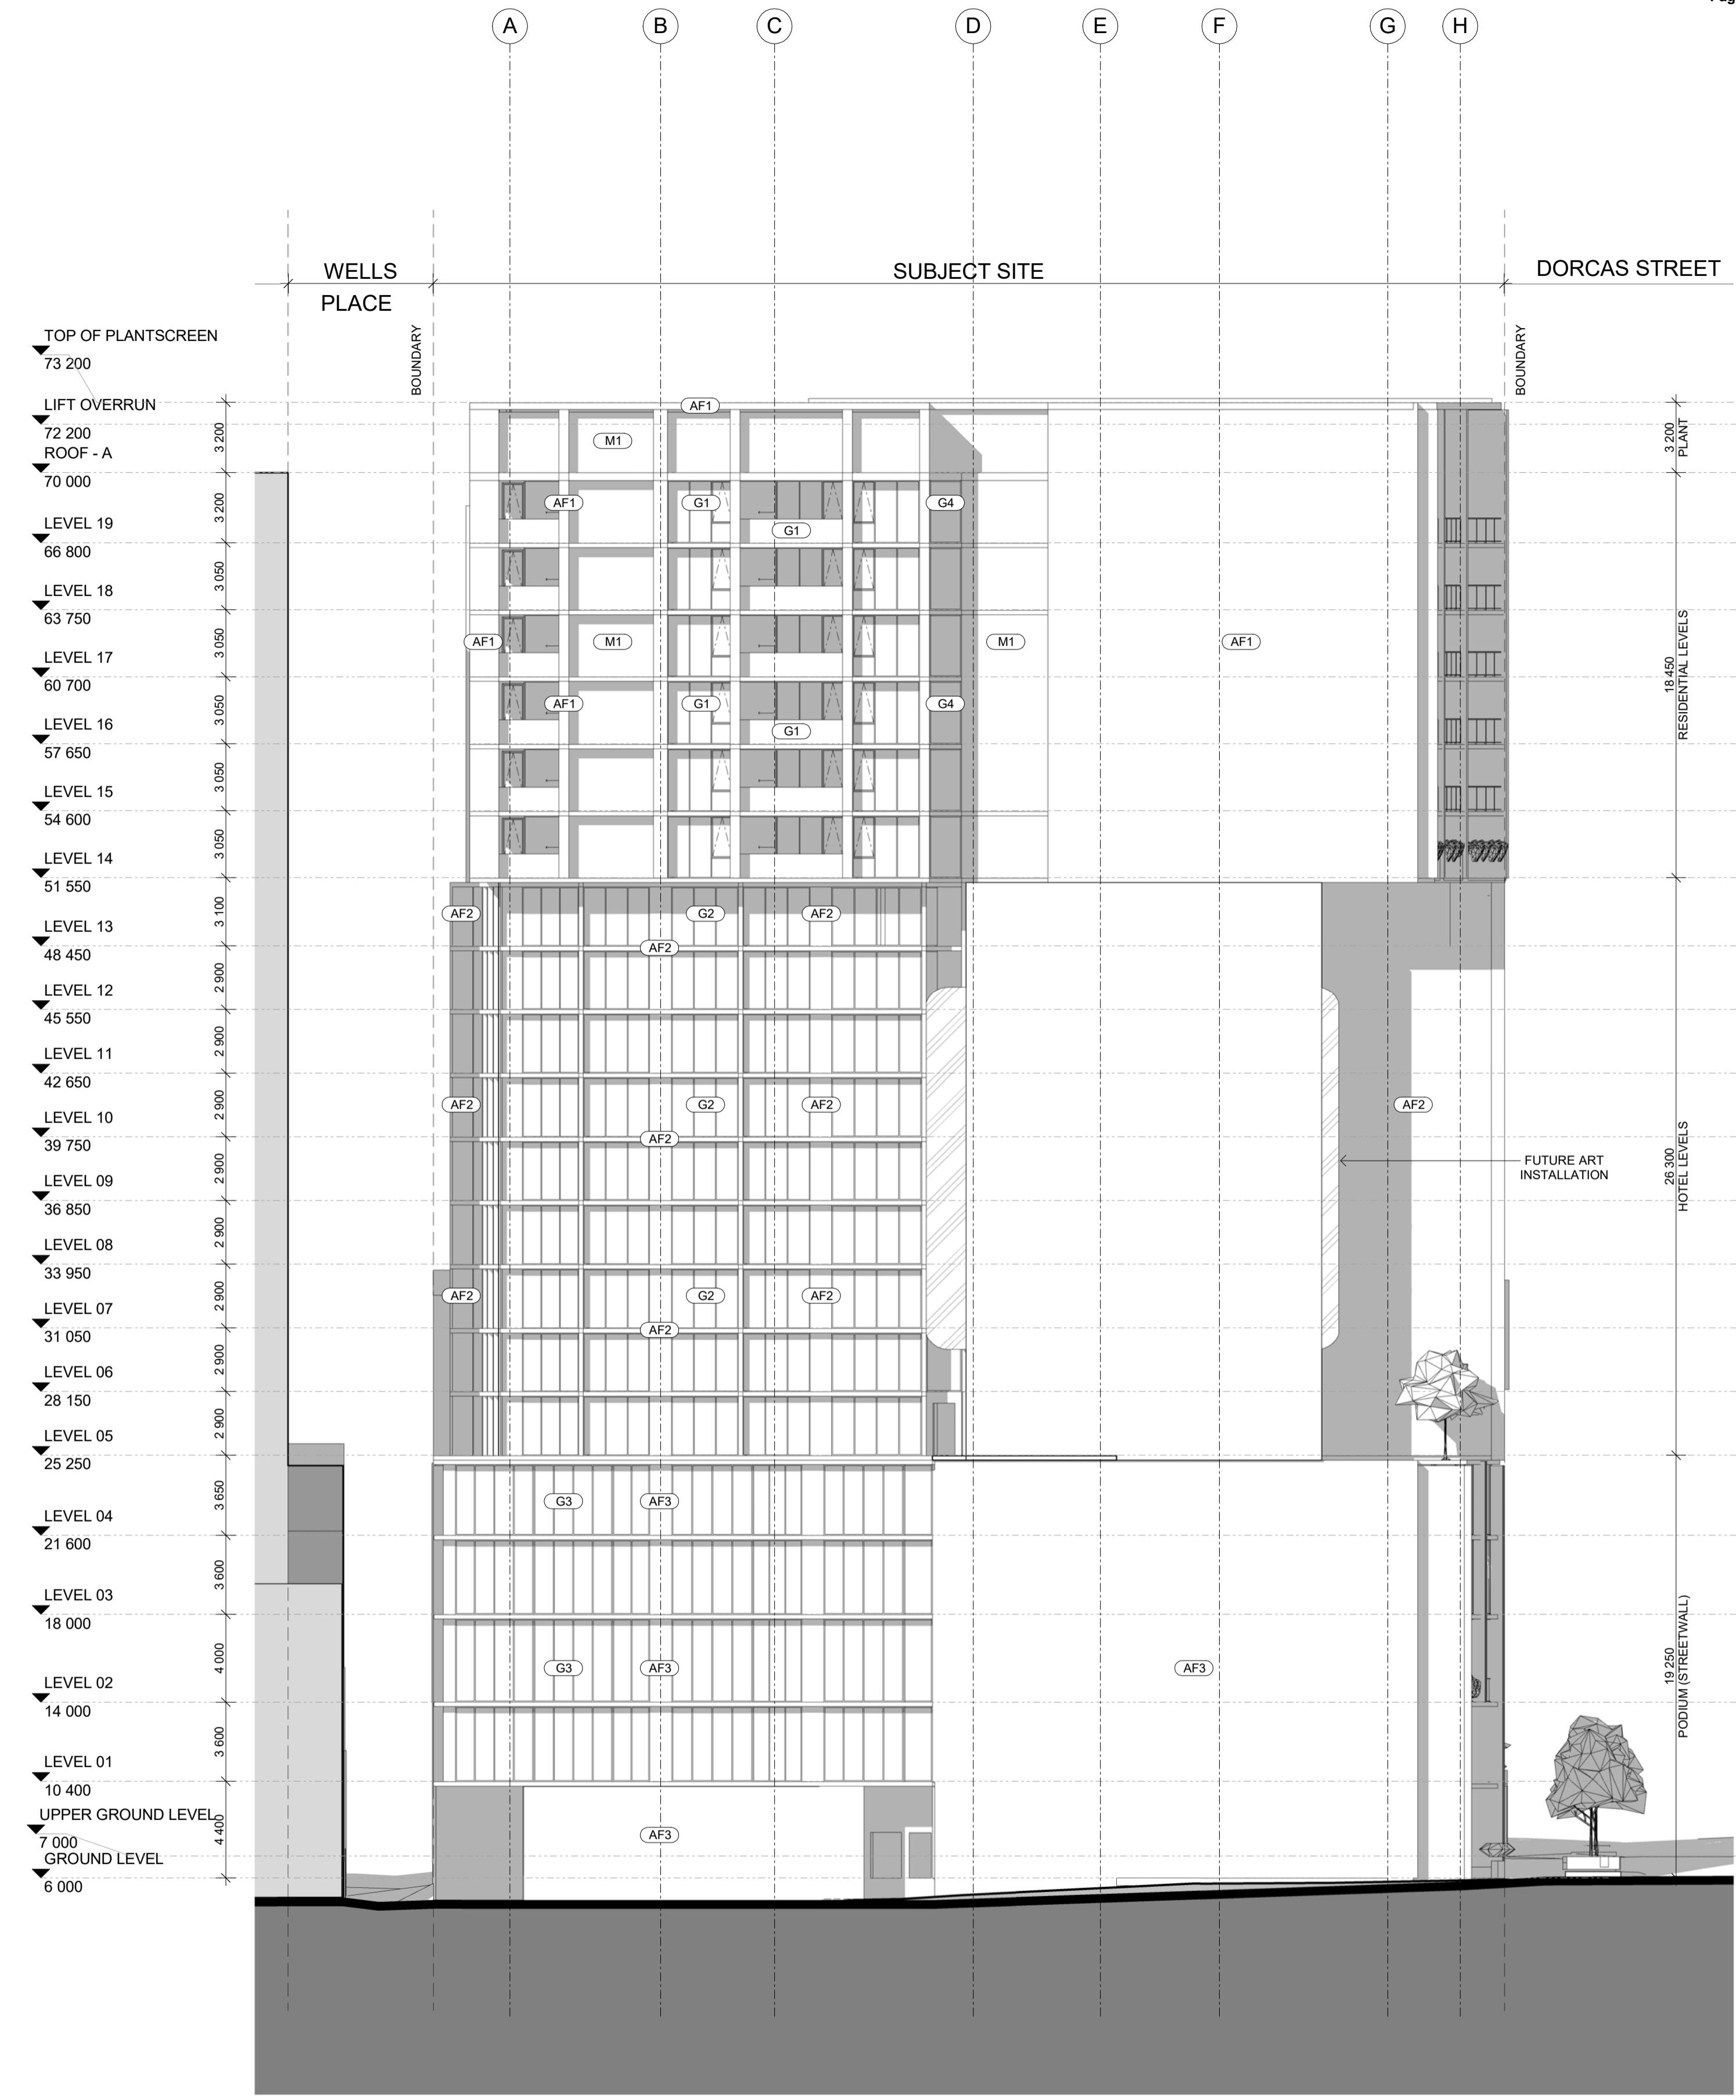 A B C D E F G H
WELLS
PLACE
SUBJECT SITE
DORCAS STREET
BOUNDARY
BOUNDARY
TOP OF PLANTSCREEN
73 200
LIFT OVERRUN
72 200
ROOF - A
70 000
LEVEL 19
66 800
LEVEL 18
63 750
LEVEL 17
60 700
LEVEL 16
57 650
LEVEL 15
54 600
LEVEL 14
51 550
LEVEL 13
48 450
LEVEL 12
45 550
LEVEL 11
42 650
LEVEL 10
39 750
LEVEL 09
36 850
LEVEL 08
33 950
LEVEL 07
31 050
LEVEL 06
28 150
LEVEL 05
25 250
LEVEL 04
21 600
LEVEL 03
18 000
LEVEL 02
14 000
LEVEL 01
10 400
UPPER GROUND LEVEL
7 000
GROUND LEVEL
6 000
3 200
3 200
3 050
3 050
3 050
3 050
3 050
3 100
2 900
2 900
2 900
2 900
2 900
2 900
2 900
2 900
3 650
3 600
4 000
3 600
4 400
AF1
M1
AF1 G1 G4
G1
AF1 M1 M1 AF1
AF1 G1 G4
G1
AF2 G2 AF2
AF2
AF2 G2 AF2 AF2
AF2
AF2 G2 AF2
AF2
G3 AF3
G3 AF3 AF3
AF3
FUTURE ART
INSTALLATION
3 200
PLANT
18 450
RESIDENTIAL LEVELS
26 300
HOTEL LEVELS
19 250
PODIUM (STREETWALL)